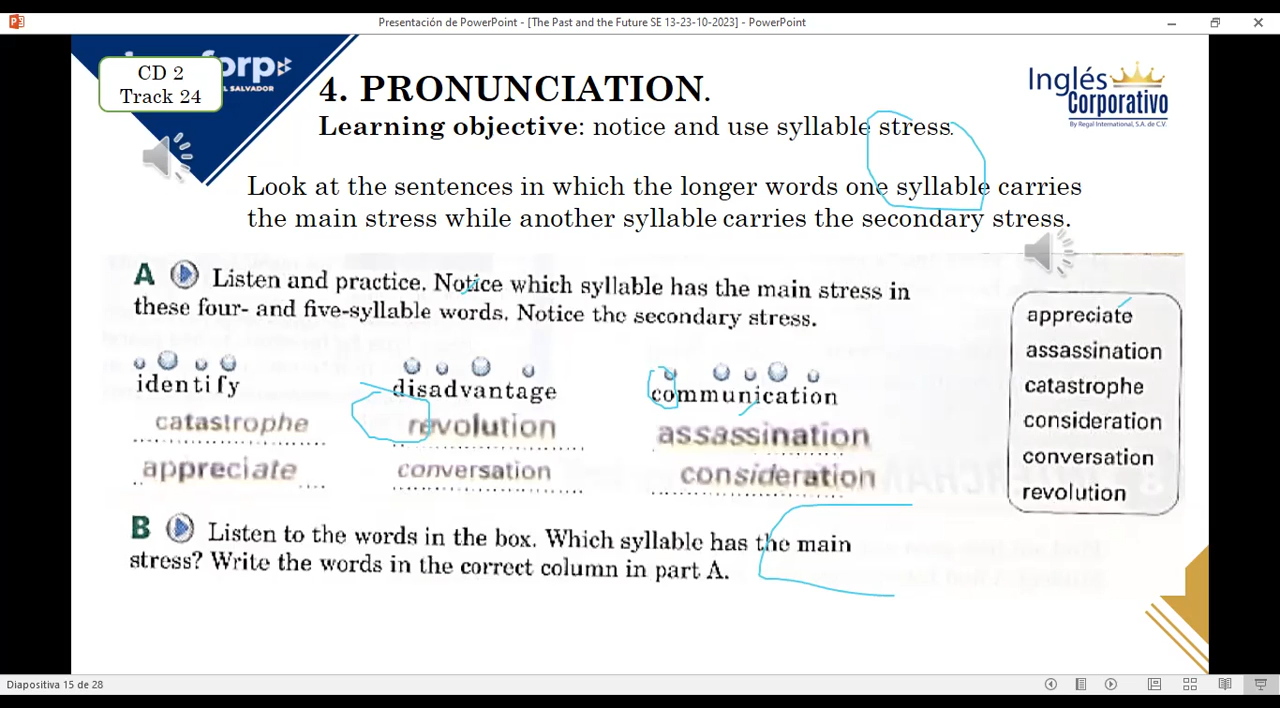 Presentación de PowerPoint - [The Past and the Future SE 13-23-10-2023] - PowerPoint
CD 2
Track 24
orp
EL SALVADOR
4. PRONUNCIATION.
Learning objective: notice and use syllable stress.
Inglés
Corporativo
By Regal International, S.A. de C.V.
Look at the sentences in which the longer words one syllable carries
the main stress while another syllable carries the secondary stress.
A Listen and practice. Notice which syllable has the main stress in
these four- and five-syllable words. Notice the secondary stress.
identify disadvantage communication
catastrophe revolution assassination
appreciate conversation consideration
appreciate
assassination
catastrophe
consideration
conversation
revolution
B Listen to the words in the box. Which syllable has the main
stress? Write the words in the correct column in part A.
Diapositiva 15 de 28